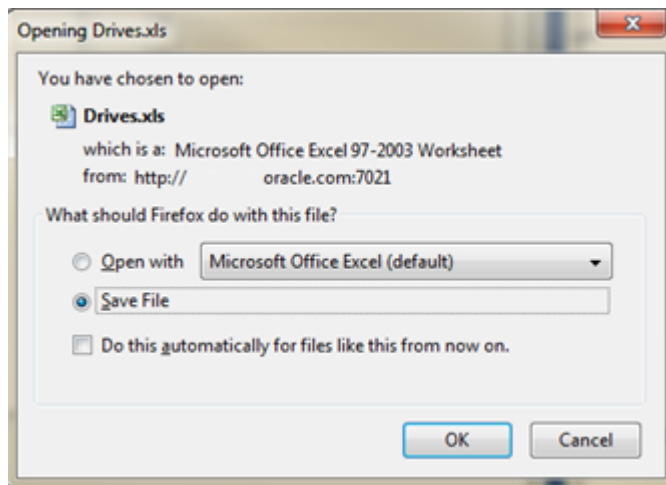 Opening Drives.xls
You have chosen to open:
Drives.xls
which is a: Microsoft Office Excel 97-2003 Worksheet
from: http:// oracle.com:7021
What should Firefox do with this file?
Open with Microsoft Office Excel (default)
Save File
Do this automatically for files like this from now on.
OK Cancel